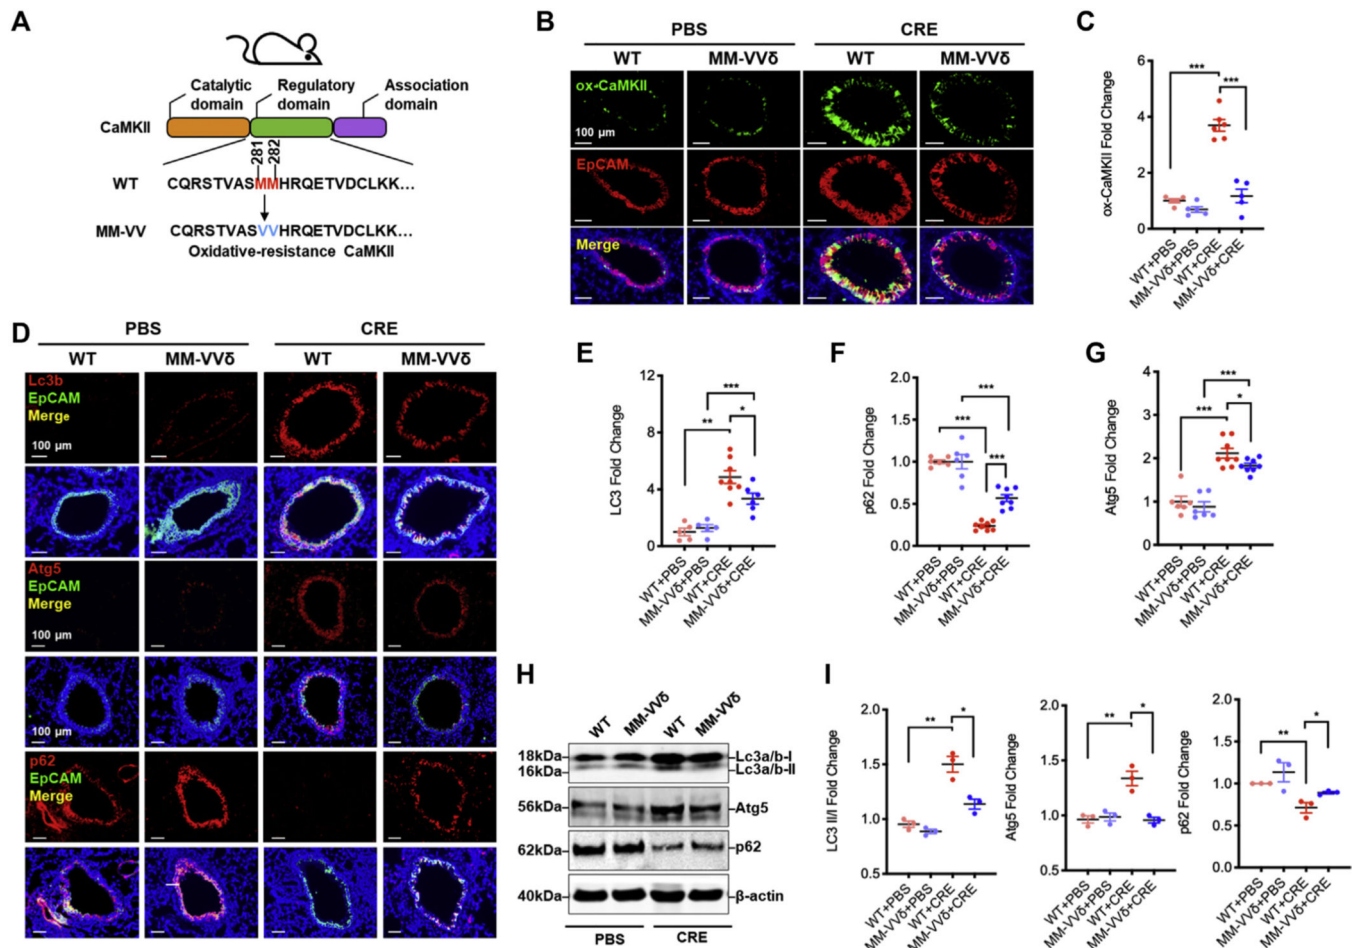 A
Catalytic domain
Regulatory domain
Association domain
CaMKII
281
282
WT
CQRSTVASMMHRQETVDCLKK...
MM-VV
CQRSTVASVVHRQETVDCLKK...
Oxidative-resistance CaMKII
B
PBS
CRE
WT
MM-VVδ
WT
MM-VVδ
ox-CaMKII
100 μm
EpCAM
Merge
C
ox-CaMKII Fold Change
6
4
2
0
***
***
WT+PBS
MM-VVδ+PBS
WT+CRE
MM-VVδ+CRE
D
PBS
CRE
WT
MM-VVδ
WT
MM-VVδ
Lc3b
EpCAM
Merge
100 μm
Atg5
EpCAM
Merge
100 μm
100 μm
p62
EpCAM
Merge
E
LC3 Fold Change
12
8
4
0
***
**
*
WT+PBS
MM-VVδ+PBS
WT+CRE
MM-VVδ+CRE
F
p62 Fold Change
2.0
1.5
1.0
0.5
0.0
***
***
***
WT+PBS
MM-VVδ+PBS
WT+CRE
MM-VVδ+CRE
G
Atg5 Fold Change
4
3
2
1
0
***
***
*
WT+PBS
MM-VVδ+PBS
WT+CRE
MM-VVδ+CRE
H
WT
MM-VVδ
WT
MM-VVδ
18kDa
Lc3a/b-I
16kDa
Lc3a/b-II
56kDa
Atg5
62kDa
p62
40kDa
β-actin
PBS
CRE
I
LC3 II/I Fold Change
2.0
1.5
1.0
0.5
**
*
WT+PBS
MM-VVδ+PBS
WT+CRE
MM-VVδ+CRE
Atg5 Fold Change
2.0
1.5
1.0
0.5
**
*
WT+PBS
MM-VVδ+PBS
WT+CRE
MM-VVδ+CRE
p62 Fold Change
2.0
1.5
1.0
0.5
0.0
**
*
WT+PBS
MM-VVδ+PBS
WT+CRE
MM-VVδ+CRE